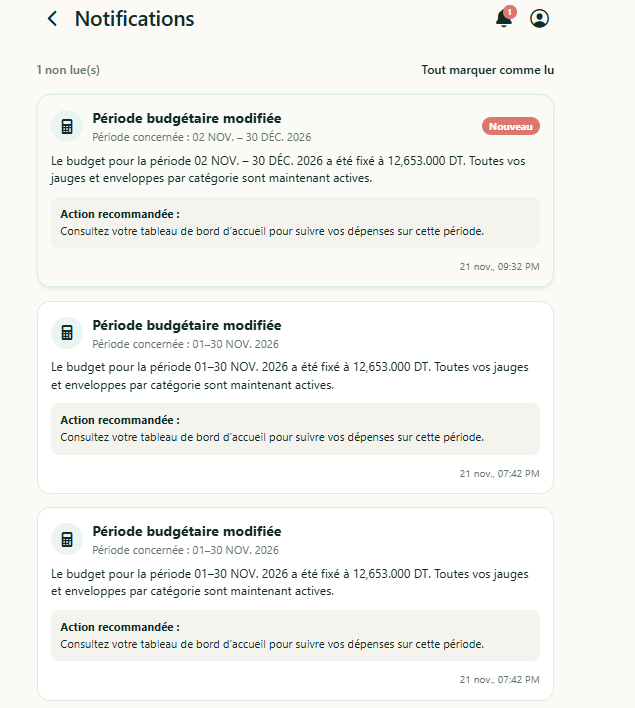 Notifications
1
1 non lue(s)
Tout marquer comme lu
Période budgétaire modifiée
Nouveau
Période concernée : 02 NOV. – 30 DÉC. 2026
Le budget pour la période 02 NOV. – 30 DÉC. 2026 a été fixé à 12,653.000 DT. Toutes vos
jauges et enveloppes par catégorie sont maintenant actives.
Action recommandée :
Consultez votre tableau de bord d’accueil pour suivre vos dépenses sur cette période.
21 nov., 09:32 PM
Période budgétaire modifiée
Période concernée : 01–30 NOV. 2026
Le budget pour la période 01–30 NOV. 2026 a été fixé à 12,653.000 DT. Toutes vos jauges
et enveloppes par catégorie sont maintenant actives.
Action recommandée :
Consultez votre tableau de bord d’accueil pour suivre vos dépenses sur cette période.
21 nov., 07:42 PM
Période budgétaire modifiée
Période concernée : 01–30 NOV. 2026
Le budget pour la période 01–30 NOV. 2026 a été fixé à 12,653.000 DT. Toutes vos jauges
et enveloppes par catégorie sont maintenant actives.
Action recommandée :
Consultez votre tableau de bord d’accueil pour suivre vos dépenses sur cette période.
21 nov., 07:42 PM